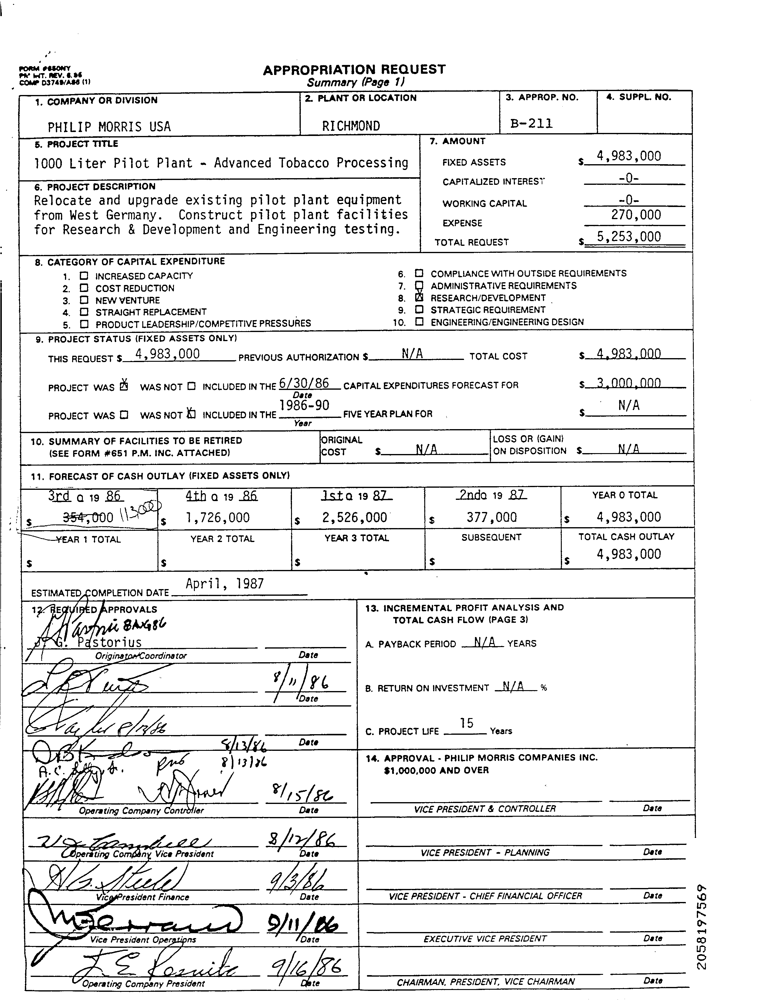 FORM #650NY
PM INT. REV. 6.86
COMP D3749/A86 (1)
APPROPRIATION REQUEST
Summary (Page 1)
1. COMPANY OR DIVISION
PHILIP MORRIS USA
2. PLANT OR LOCATION
RICHMOND
3. APPROP. NO.
B-211
4. SUPPL. NO.
5. PROJECT TITLE
1000 Liter Pilot Plant - Advanced Tobacco Processing
6. PROJECT DESCRIPTION
Relocate and upgrade existing pilot plant equipment
from West Germany. Construct pilot plant facilities
for Research & Development and Engineering testing.
7. AMOUNT
FIXED ASSETS $ 4,983,000
CAPITALIZED INTEREST -0-
WORKING CAPITAL -0-
EXPENSE 270,000
TOTAL REQUEST $ 5,253,000
8. CATEGORY OF CAPITAL EXPENDITURE
1. ☐ INCREASED CAPACITY
2. ☐ COST REDUCTION
3. ☐ NEW VENTURE
4. ☐ STRAIGHT REPLACEMENT
5. ☐ PRODUCT LEADERSHIP/COMPETITIVE PRESSURES
6. ☐ COMPLIANCE WITH OUTSIDE REQUIREMENTS
7. ☐ ADMINISTRATIVE REQUIREMENTS
8. ☒ RESEARCH/DEVELOPMENT
9. ☐ STRATEGIC REQUIREMENT
10. ☐ ENGINEERING/ENGINEERING DESIGN
9. PROJECT STATUS (FIXED ASSETS ONLY)
THIS REQUEST $ 4,983,000 PREVIOUS AUTHORIZATION $ N/A TOTAL COST $ 4,983,000
PROJECT WAS ☒ WAS NOT ☐ INCLUDED IN THE 6/30/86 CAPITAL EXPENDITURES FORECAST FOR $ 3,000,000
Date
PROJECT WAS ☐ WAS NOT ☒ INCLUDED IN THE 1986-90 FIVE YEAR PLAN FOR $ N/A
Year
10. SUMMARY OF FACILITIES TO BE RETIRED
(SEE FORM #651 P.M. INC. ATTACHED)
ORIGINAL
COST $ N/A
LOSS OR (GAIN)
ON DISPOSITION $ N/A
11. FORECAST OF CASH OUTLAY (FIXED ASSETS ONLY)
3rd Q 19 86 4th Q 19 86 1st Q 19 87 2nd Q 19 87 YEAR 0 TOTAL
$ 354,000 113000 $ 1,726,000 $ 2,526,000 $ 377,000 $ 4,983,000
YEAR 1 TOTAL YEAR 2 TOTAL YEAR 3 TOTAL SUBSEQUENT TOTAL CASH OUTLAY
$ $ $ $ $ 4,983,000
ESTIMATED COMPLETION DATE April, 1987
12. REQUIRED APPROVALS
J. G. Pastorius
Originator/Coordinator Date
8/11/86
Date
8/13/86
8/13/86 Date
A.C. 8/13/86
8/15/86
Operating Company Controller Date
8/12/86
Operating Company Vice President Date
9/3/86
Vice President Finance Date
9/11/86
Vice President Operations Date
9/16/86
Operating Company President Date
13. INCREMENTAL PROFIT ANALYSIS AND
TOTAL CASH FLOW (PAGE 3)
A. PAYBACK PERIOD N/A YEARS
B. RETURN ON INVESTMENT N/A %
C. PROJECT LIFE 15 Years
14. APPROVAL - PHILIP MORRIS COMPANIES INC.
$1,000,000 AND OVER
VICE PRESIDENT & CONTROLLER Date
VICE PRESIDENT - PLANNING Date
VICE PRESIDENT - CHIEF FINANCIAL OFFICER Date
EXECUTIVE VICE PRESIDENT Date
CHAIRMAN, PRESIDENT, VICE CHAIRMAN Date
2058197569